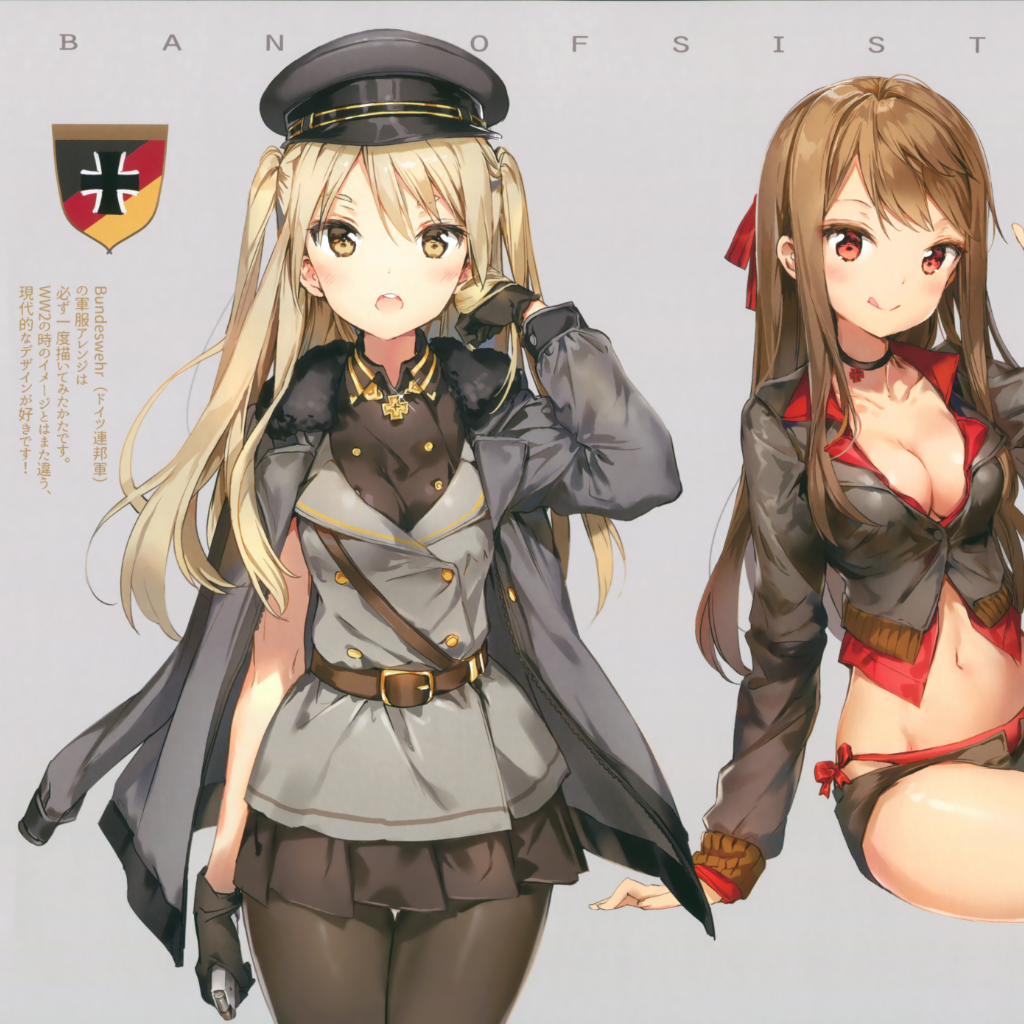 BAN OFSIST
Bundeswehr (ドイツ連邦軍)
の軍服アレンジは
必ず一度描いてみたかたです。
WW2の時のイメージとはまた違う、
現代的なデザインが好きです!